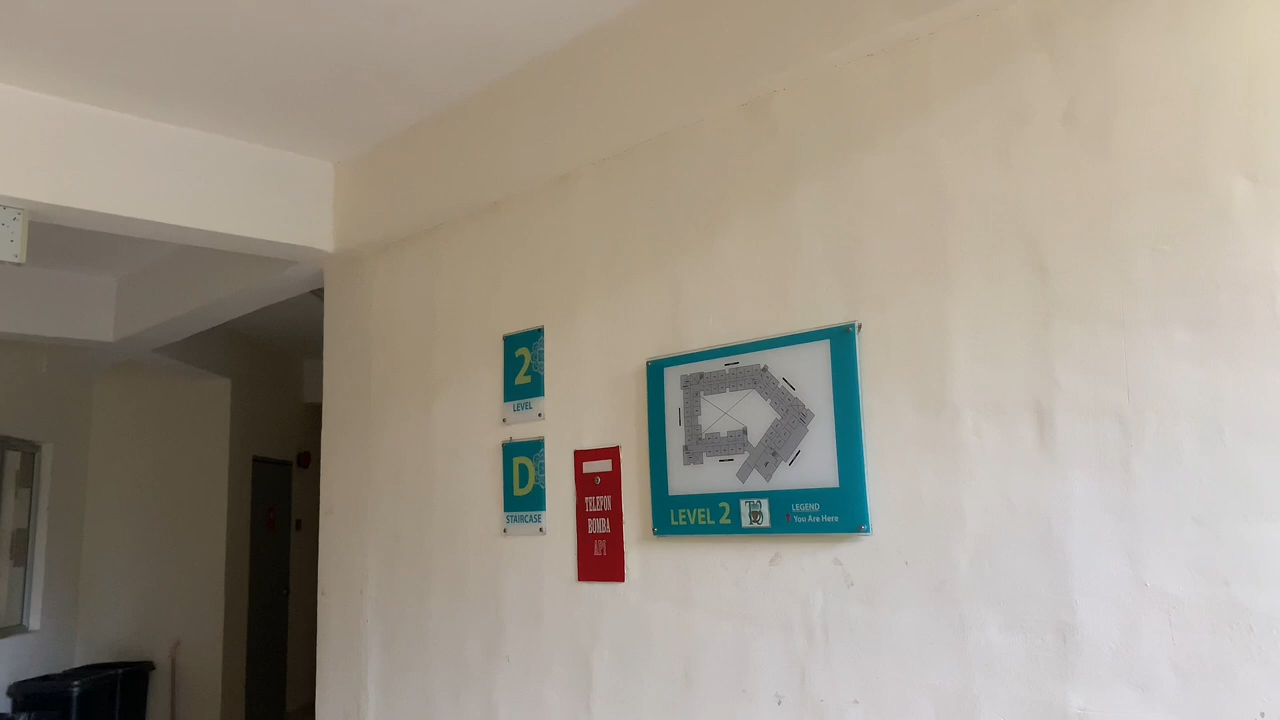 2
LEVEL
D
STAIRCASE
TELEFON
BOMBA
API
LEVEL 2
LEGEND
You Are Here